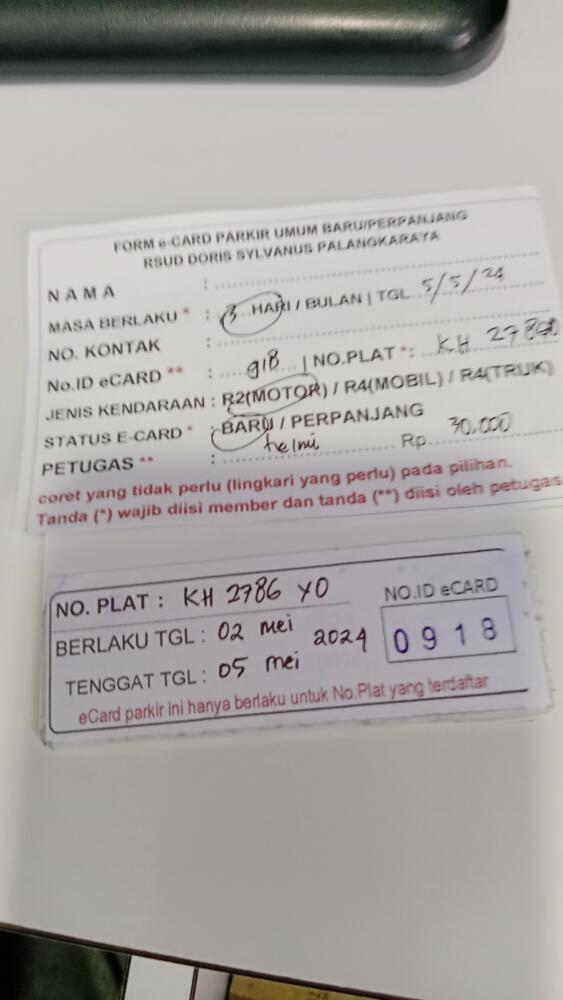 FORM e-CARD PARKIR UMUM BARU/PERPANJANG
RSUD DORIS SYLVANUS PALANGKARAYA
NAMA :
MASA BERLAKU * : 3 HARI / BULAN | TGL 5/5/24
NO. KONTAK :
No.ID eCARD ** : 918 | NO.PLAT *: KH 2786
JENIS KENDARAAN : R2(MOTOR) / R4(MOBIL) / R4(TRUK)
STATUS E-CARD * : BARU / PERPANJANG
PETUGAS ** : helmi Rp. 30.000
coret yang tidak perlu (lingkari yang perlu) pada pilihan.
Tanda (*) wajib diisi member dan tanda (**) diisi oleh petugas
NO. PLAT : KH 2786 YO
BERLAKU TGL : 02 mei 2024
TENGGAT TGL : 05 mei
NO.ID eCARD
0918
eCard parkir ini hanya berlaku untuk No.Plat yang terdaftar